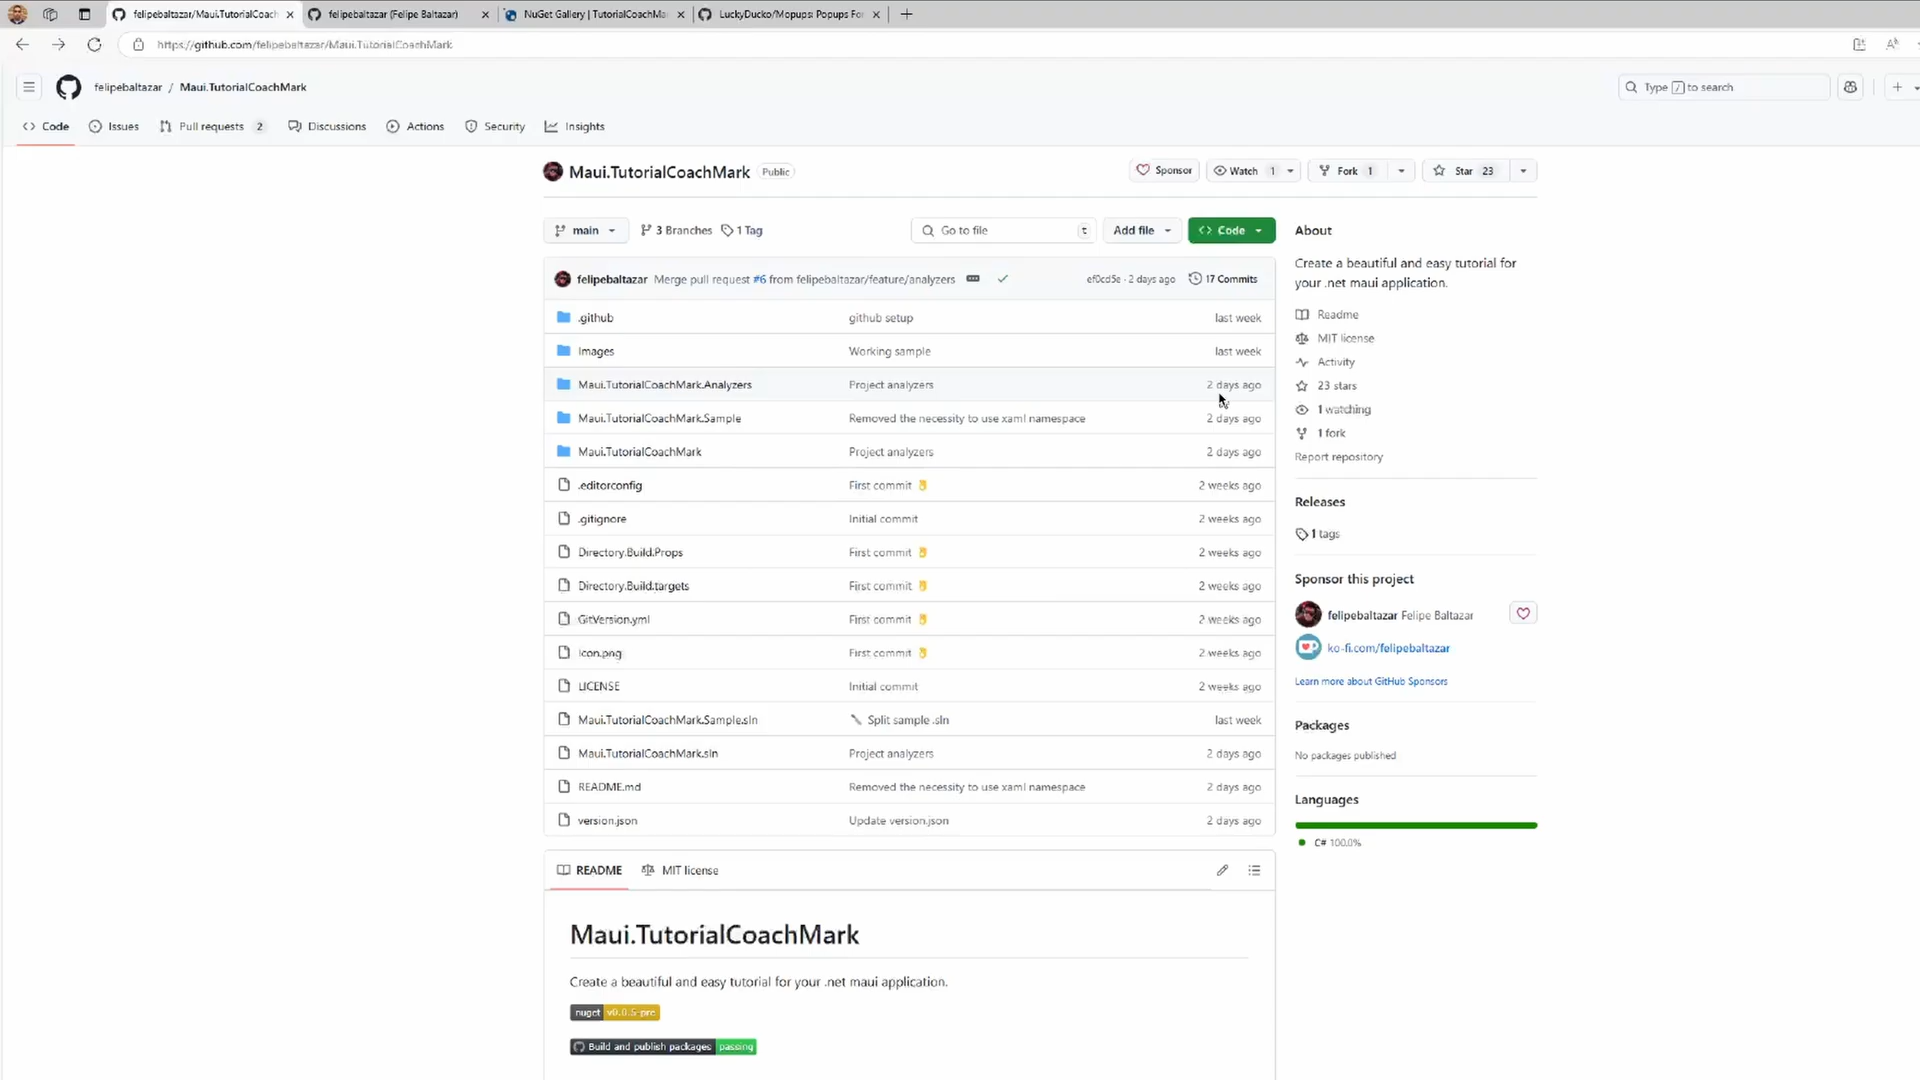 felipebaltazar/Maui.TutorialCoach
felipebaltazar (Felipe Baltazar)
NuGet Gallery | TutorialCoachMa
LuckyDucko/Mopups: Popups For
https://github.com/felipebaltazar/Maui.TutorialCoachMark
felipebaltazar / Maui.TutorialCoachMark
Type / to search
Code Issues Pull requests 2 Discussions Actions Security Insights
Maui.TutorialCoachMark Public
Sponsor Watch 1 Fork 1 Star 23
main 3 Branches 1 Tag Go to file t Add file Code
felipebaltazar Merge pull request #6 from felipebaltazar/feature/analyzers ef0cd5e · 2 days ago 17 Commits
.github github setup last week
Images Working sample last week
Maui.TutorialCoachMark.Analyzers Project analyzers 2 days ago
Maui.TutorialCoachMark.Sample Removed the necessity to use xaml namespace 2 days ago
Maui.TutorialCoachMark Project analyzers 2 days ago
.editorconfig First commit 2 weeks ago
.gitignore Initial commit 2 weeks ago
Directory.Build.Props First commit 2 weeks ago
Directory.Build.targets First commit 2 weeks ago
GitVersion.yml First commit 2 weeks ago
Icon.png First commit 2 weeks ago
LICENSE Initial commit 2 weeks ago
Maui.TutorialCoachMark.Sample.sln Split sample .sln last week
Maui.TutorialCoachMark.sln Project analyzers 2 days ago
README.md Removed the necessity to use xaml namespace 2 days ago
version.json Update version.json 2 days ago
README MIT license
Maui.TutorialCoachMark
Create a beautiful and easy tutorial for your .net maui application.
nuget v0.0.5-pre
Build and publish packages passing
About
Create a beautiful and easy tutorial for
your .net maui application.
Readme
MIT license
Activity
23 stars
1 watching
1 fork
Report repository
Releases
1 tags
Sponsor this project
felipebaltazar Felipe Baltazar
ko-fi.com/felipebaltazar
Learn more about GitHub Sponsors
Packages
No packages published
Languages
C# 100.0%